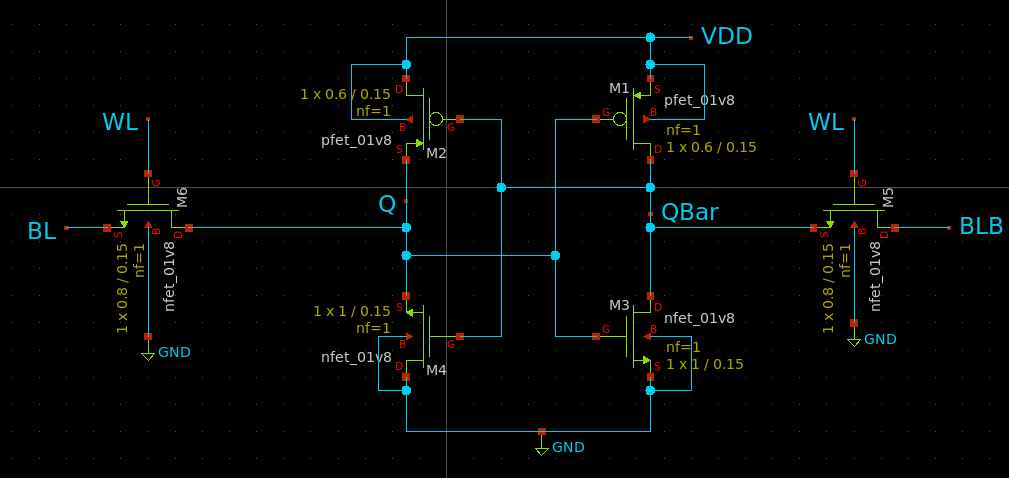 VDD
D
1 x 0.6 / 0.15
nf=1
B
G
pfet_01v8
S
M2
M1
S
pfet_01v8
G
B
nf=1
D
1 x 0.6 / 0.15
WL
G
M6
BL
S
B
D
1 x 0.8 / 0.15
nf=1
nfet_01v8
GND
Q
QBar
WL
G
M5
BLB
S
B
D
1 x 0.8 / 0.15
nf=1
nfet_01v8
GND
S
1 x 1 / 0.15
nf=1
B
G
nfet_01v8
D
M4
M3
D
nfet_01v8
G
B
nf=1
S
1 x 1 / 0.15
GND